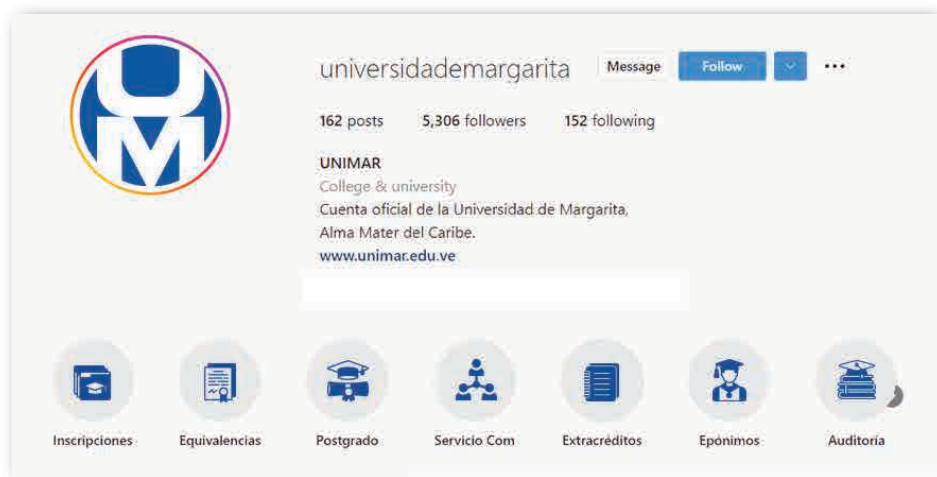 UM
universidademargarita Message Follow
162 posts 5,306 followers 152 following
UNIMAR
College & university
Cuenta oficial de la Universidad de Margarita,
Alma Mater del Caribe.
www.unimar.edu.ve
Inscripciones Equivalencias Postgrado Servicio Com Extracréditos Epónimos Auditoría